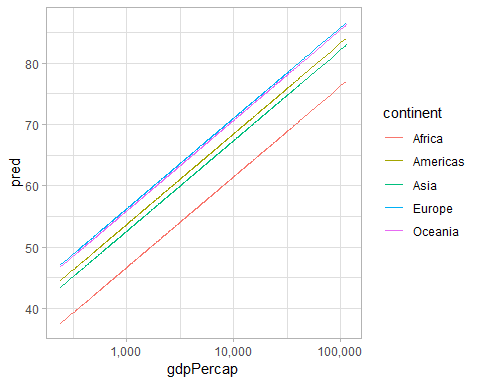 80
70
60
50
40
pred
1,000
10,000
100,000
gdpPercap
continent
Africa
Americas
Asia
Europe
Oceania